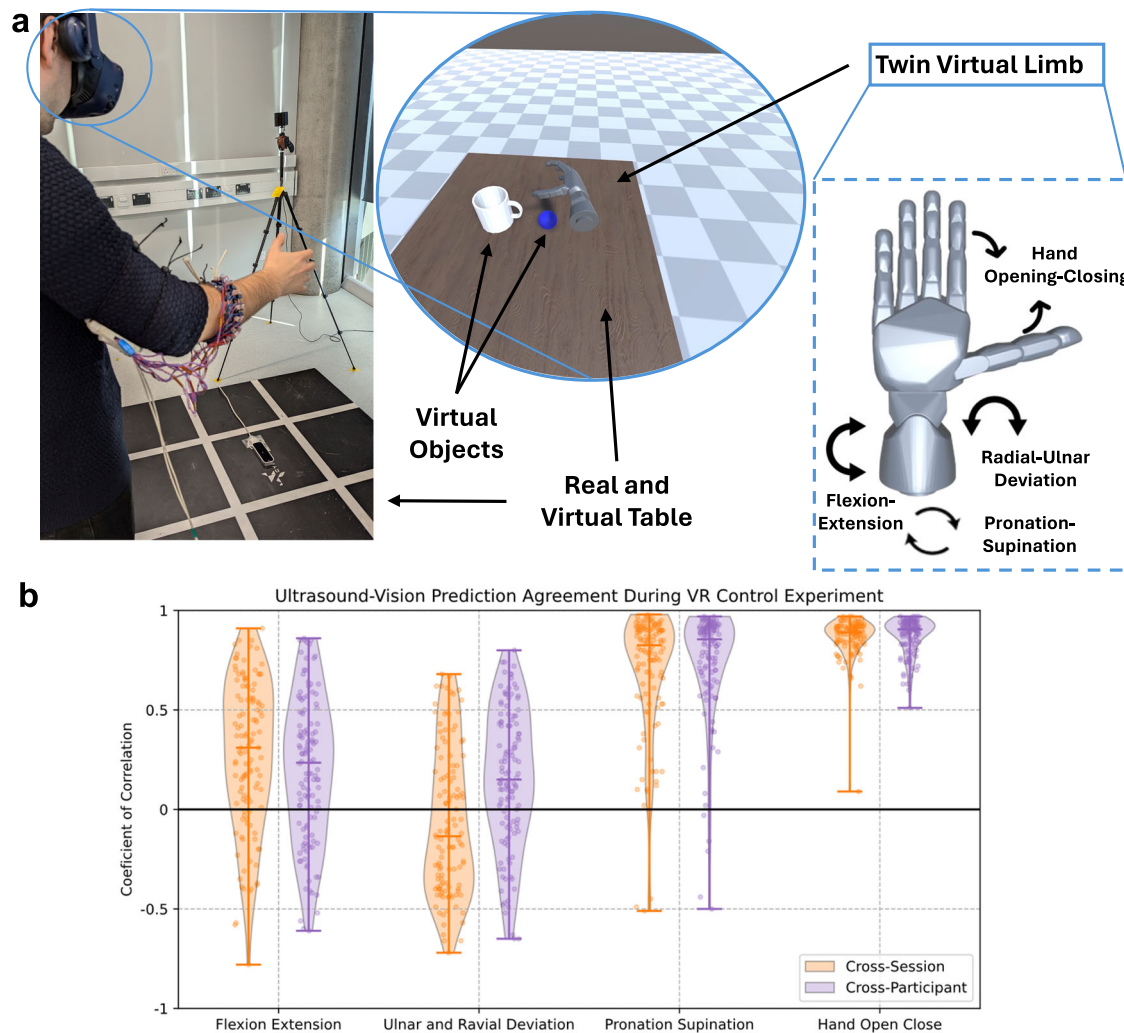 a
Twin Virtual Limb
Hand
Opening-Closing
Virtual
Objects
Real and
Virtual Table
Radial-Ulnar
Deviation
Flexion-
Extension
Pronation-
Supination
b
Ultrasound-Vision Prediction Agreement During VR Control Experiment
Coeficient of Correlation
1
0.5
0
-0.5
-1
Cross-Session
Cross-Participant
Flexion Extension
Ulnar and Ravial Deviation
Pronation Supination
Hand Open Close